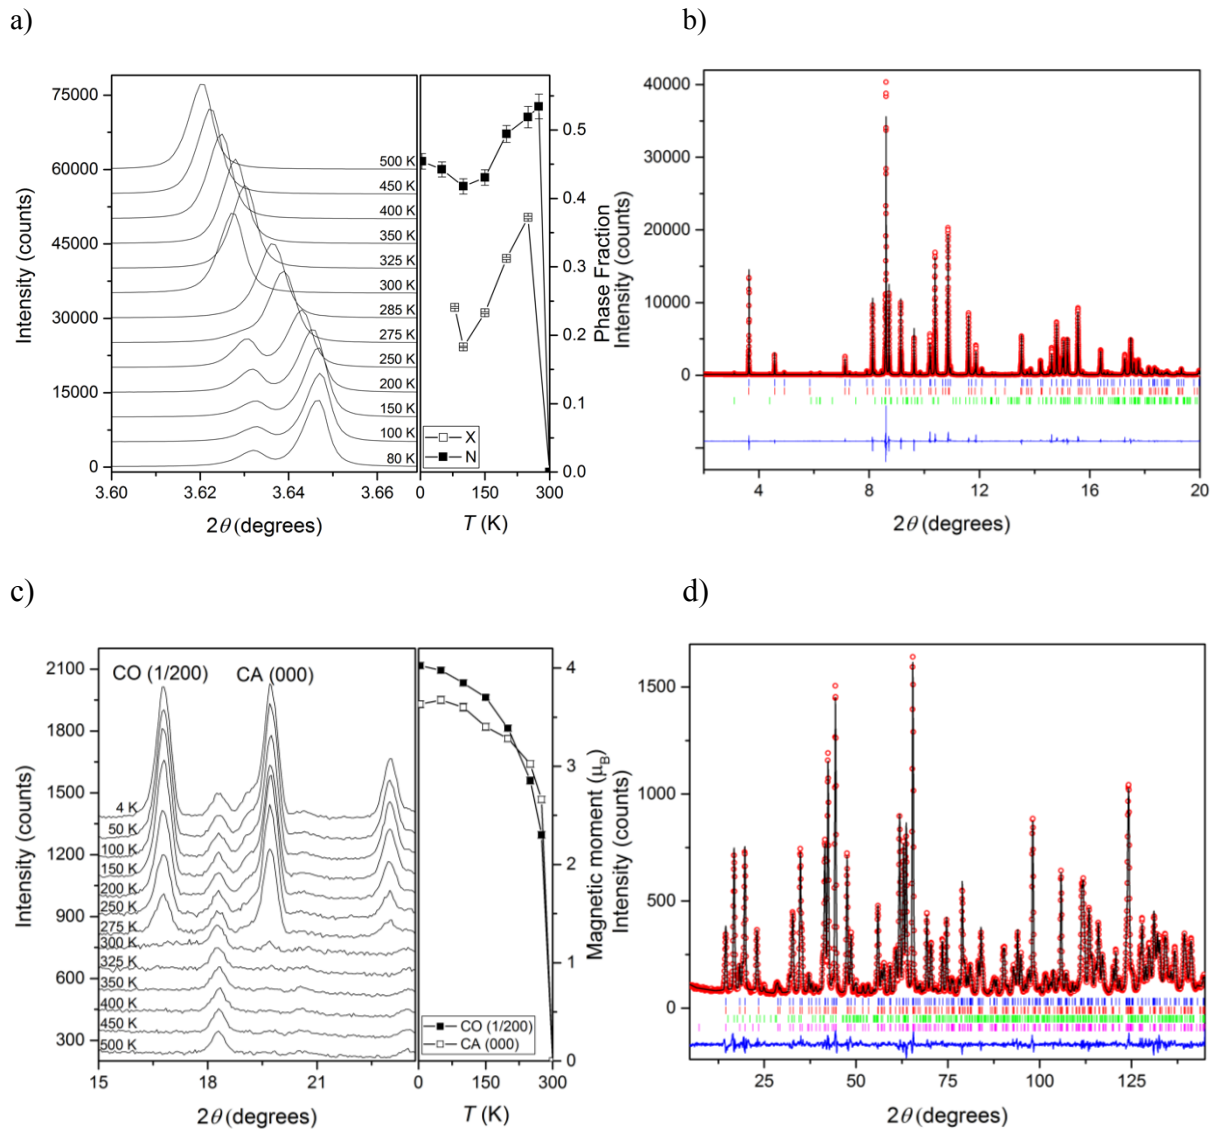 a)
b)
75000
60000
45000
30000
15000
0
Intensity (counts)
500 K
450 K
400 K
350 K
325 K
300 K
285 K
275 K
250 K
200 K
150 K
100 K
80 K
3.60 3.62 3.64 3.66
2θ (degrees)
X
N
0 150 300
T (K)
0.5
0.4
0.3
0.2
0.1
0.0
Phase Fraction
Intensity (counts)
40000
30000
20000
10000
0
4 8 12 16 20
2θ (degrees)
c)
d)
2100
1800
1500
1200
900
600
300
Intensity (counts)
CO (1/200) CA (000)
4 K
50 K
100 K
150 K
200 K
250 K
275 K
300 K
325 K
350 K
400 K
450 K
500 K
15 18 21
2θ (degrees)
CO (1/200)
CA (000)
0 150 300
T (K)
4
3
2
1
0
Magnetic moment (μB)
Intensity (counts)
1500
1000
500
0
25 50 75 100 125
2θ (degrees)